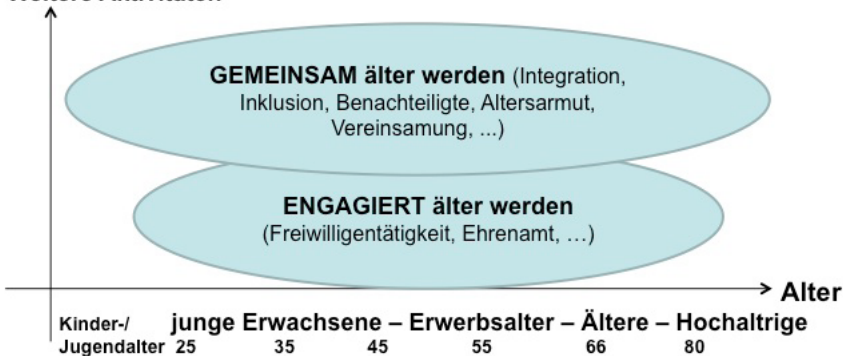 GEMEINSAM älter werden (Integration,
Inklusion, Benachteiligte, Altersarmut,
Vereinsamung, ...)
ENGAGIERT älter werden
(Freiwilligentätigkeit, Ehrenamt, …)
Alter
Kinder-/ junge Erwachsene – Erwerbsalter – Ältere – Hochaltrige
Jugendalter 25 35 45 55 66 80